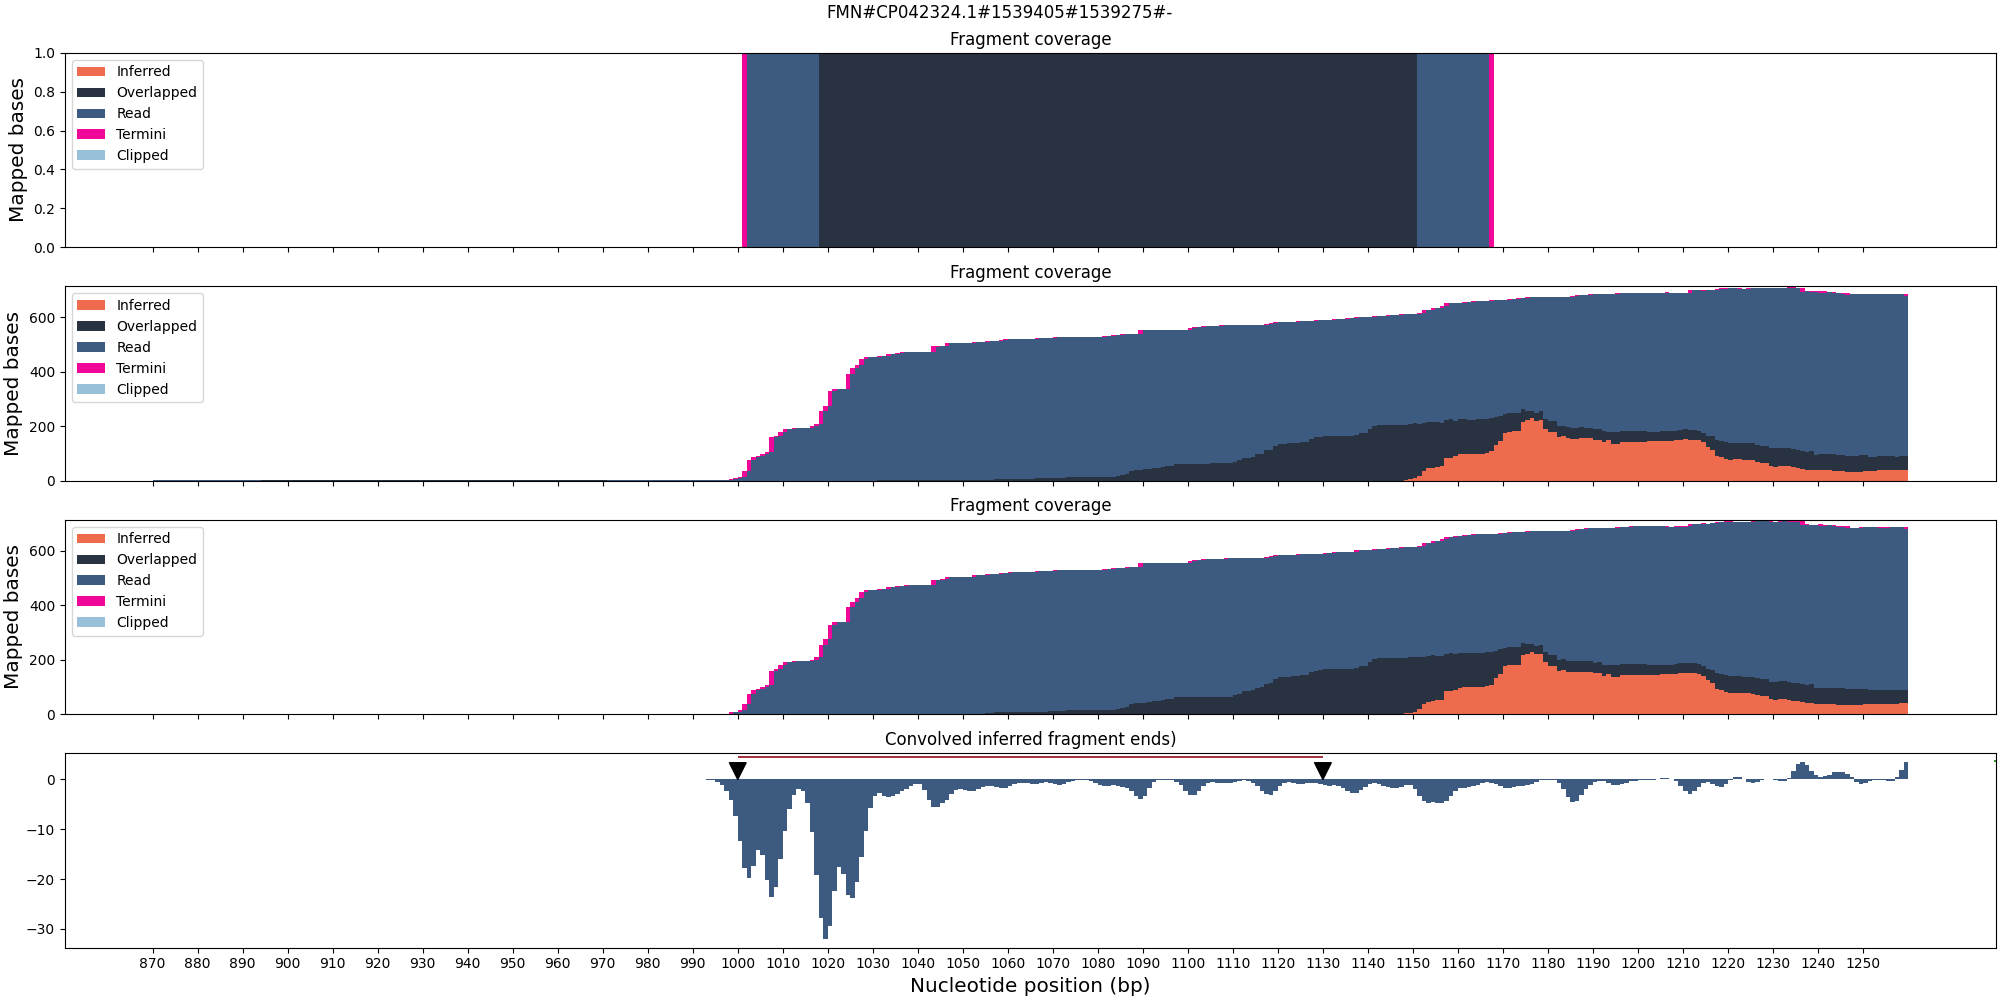 FMN#CP042324.1#1539405#1539275#-
Fragment coverage
Mapped bases
1.0
0.8
0.6
0.4
0.2
0.0
Inferred
Overlapped
Read
Termini
Clipped
Fragment coverage
Mapped bases
600
400
200
0
Inferred
Overlapped
Read
Termini
Clipped
Fragment coverage
Mapped bases
600
400
200
0
Inferred
Overlapped
Read
Termini
Clipped
Convolved inferred fragment ends)
0
−10
−20
−30
870 880 890 900 910 920 930 940 950 960 970 980 990 1000 1010 1020 1030 1040 1050 1060 1070 1080 1090 1100 1110 1120 1130 1140 1150 1160 1170 1180 1190 1200 1210 1220 1230 1240 1250
Nucleotide position (bp)